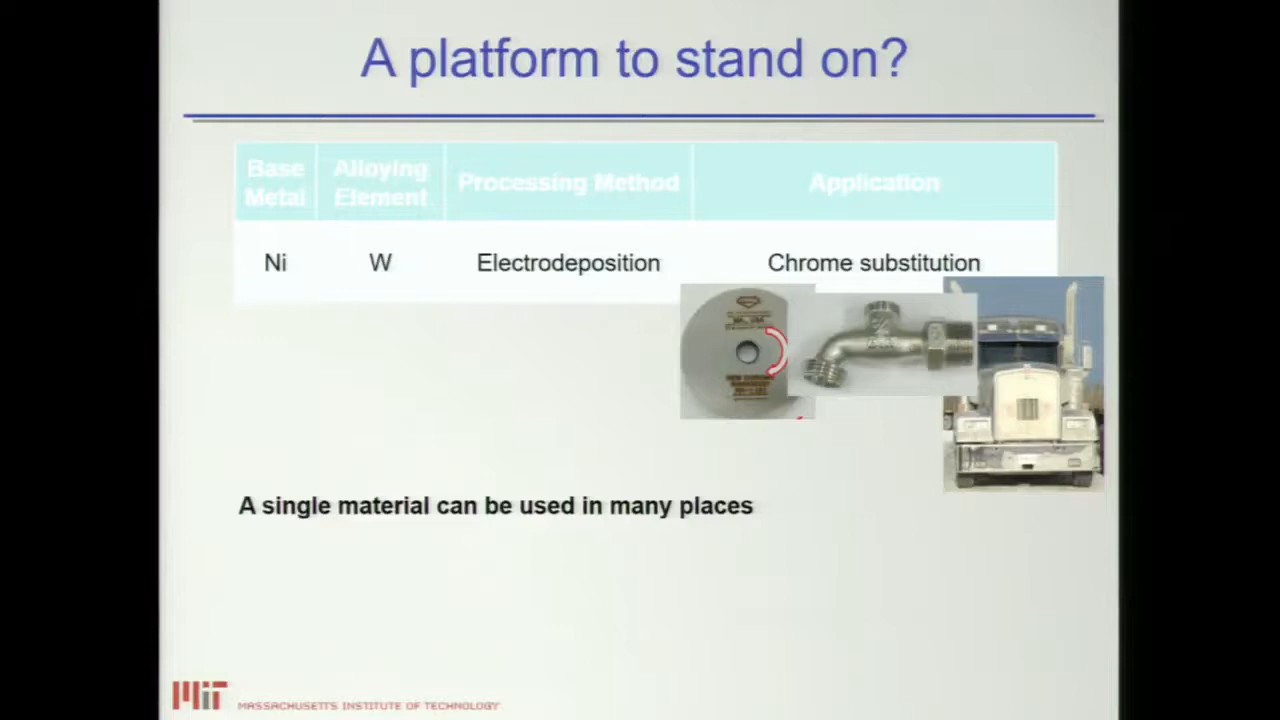 A platform to stand on?
Base Metal
Alloying Element
Processing Method
Application
Ni
W
Electrodeposition
Chrome substitution
A single material can be used in many places
MIT
MASSACHUSETTS INSTITUTE OF TECHNOLOGY